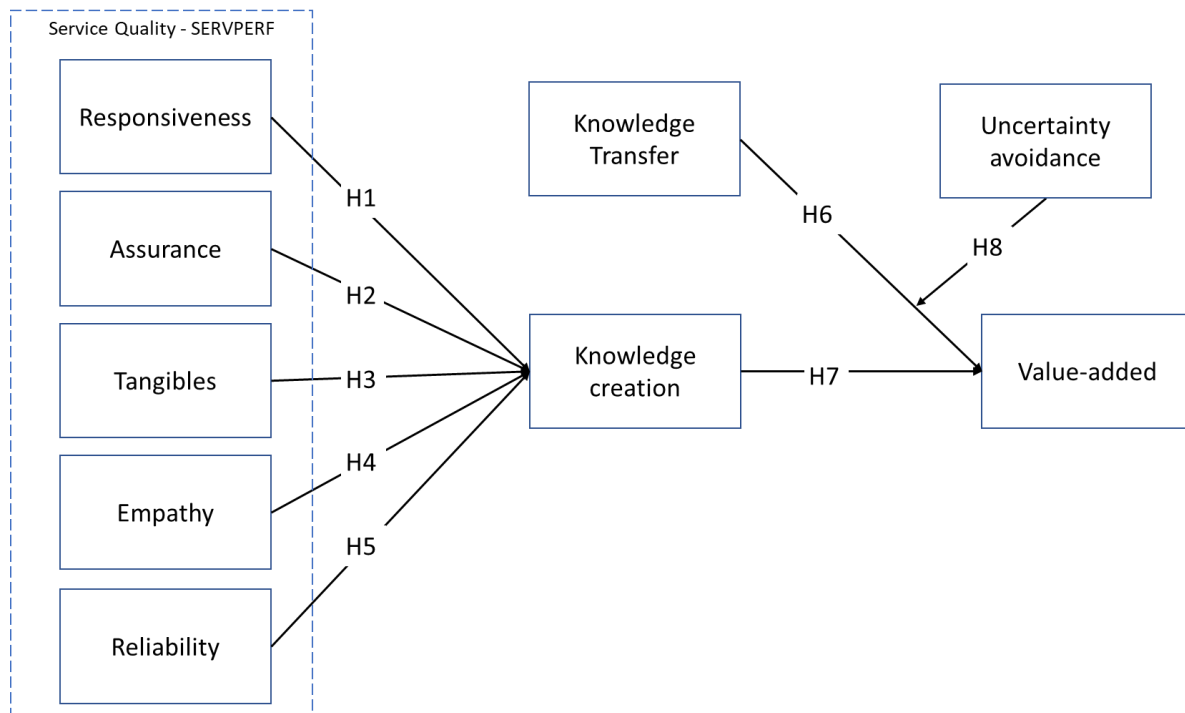 Service Quality - SERVPERF
Responsiveness
Assurance
Tangibles
Empathy
Reliability
H1
H2
H3
H4
H5
Knowledge
Transfer
Knowledge
creation
H6
H7
Uncertainty
avoidance
H8
Value-added